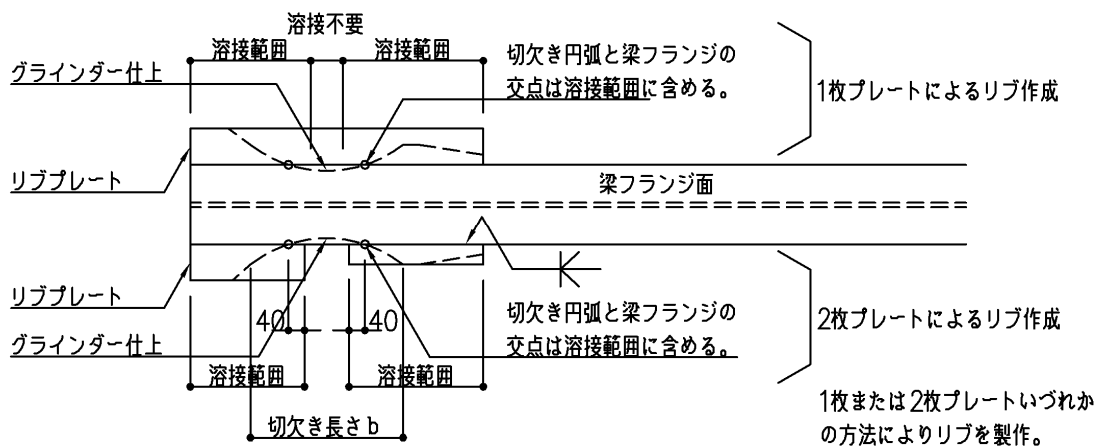 溶接不要
溶接範囲
溶接範囲
グラインダー仕上
切欠き円弧と梁フランジの
交点は溶接範囲に含める。
1枚プレートによるリブ作成
リブプレート
梁フランジ面
リブプレート
グラインダー仕上
40
40
切欠き円弧と梁フランジの
交点は溶接範囲に含める。
2枚プレートによるリブ作成
溶接範囲
溶接範囲
切欠き長さb
1枚または2枚プレートいづれか
の方法によりリブを製作。